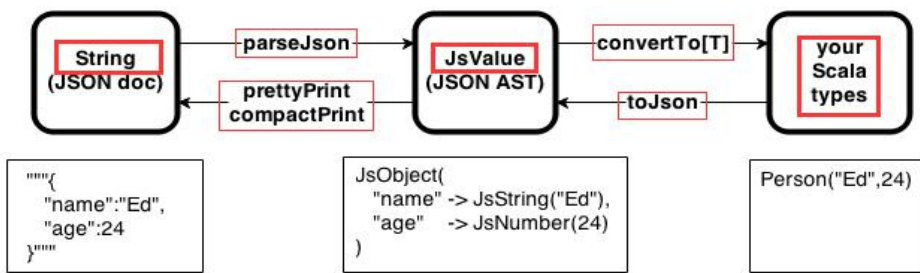 String
(JSON doc)
parseJson
prettyPrint
compactPrint
JsValue
(JSON AST)
convertTo[T]
toJson
your
Scala
types
"""{
"name":"Ed",
"age":24
}"""
JsObject(
"name" -> JsString("Ed"),
"age" -> JsNumber(24)
)
Person("Ed",24)